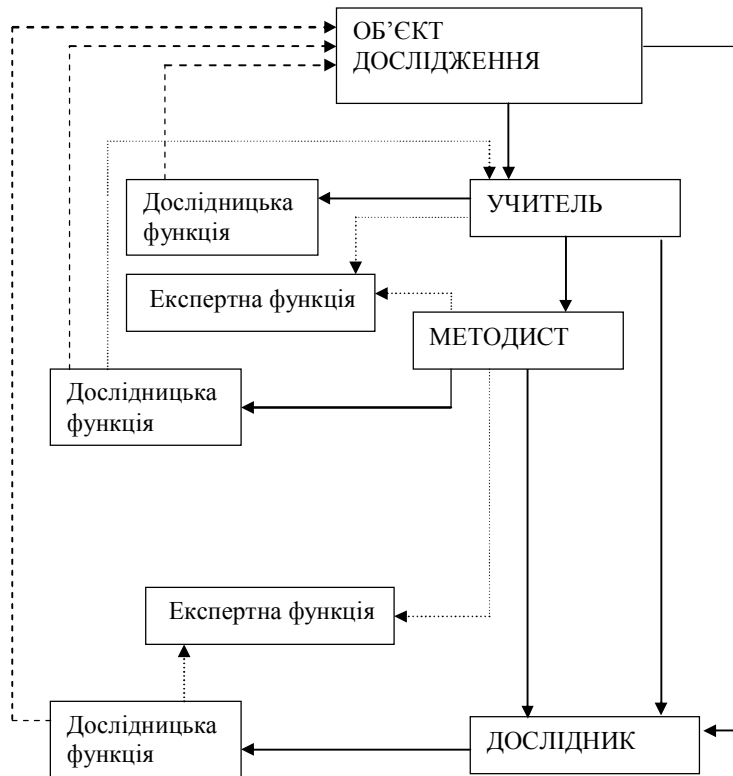 ОБ’ЄКТ
ДОСЛІДЖЕННЯ
Дослідницька
функція
УЧИТЕЛЬ
Експертна функція
МЕТОДИСТ
Дослідницька
функція
Експертна функція
Дослідницька
функція
ДОСЛІДНИК